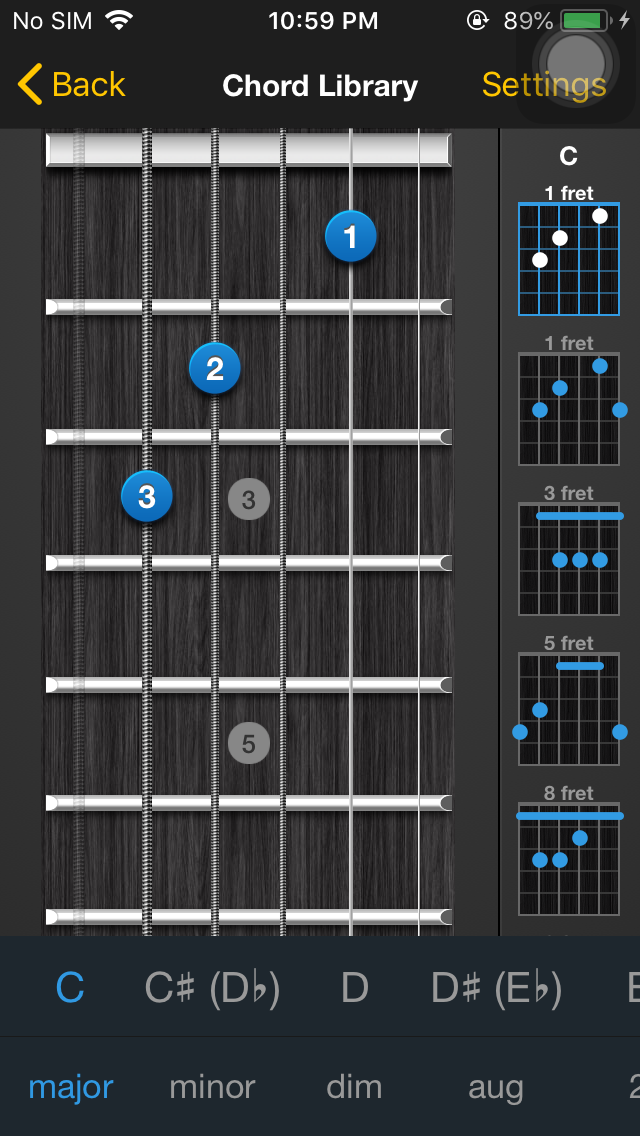 No SIM 10:59 PM 89%
Back Chord Library Settings
C
1 fret
1
1 fret
2
3 fret
3 3
5 fret
5
8 fret
C C♯ (D♭) D D♯ (E♭) E
major minor dim aug 2